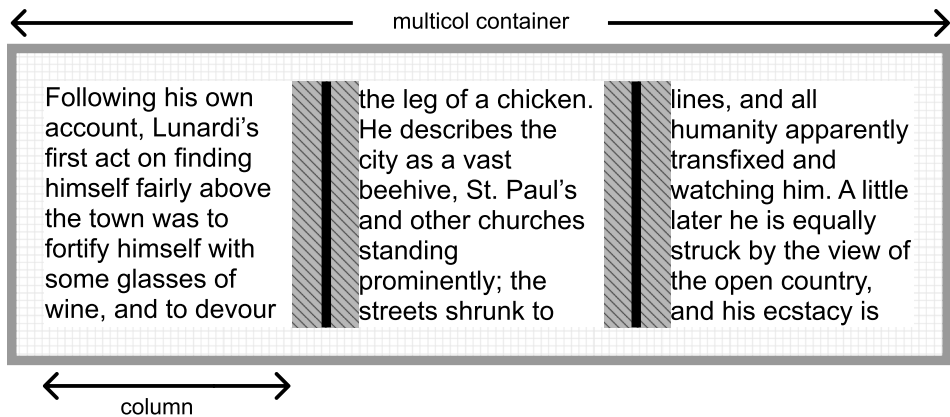 multicol container
Following his own
account, Lunardi’s
first act on finding
himself fairly above
the town was to
fortify himself with
some glasses of
wine, and to devour
the leg of a chicken.
He describes the
city as a vast
beehive, St. Paul’s
and other churches
standing
prominently; the
streets shrunk to
lines, and all
humanity apparently
transfixed and
watching him. A little
later he is equally
struck by the view of
the open country,
and his ecstacy is
column